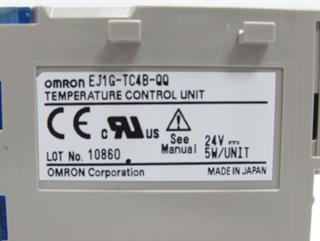 OMRON EJ1G-TC4B-QQ
TEMPERATURE CONTROL UNIT
CE c UR US
See Manual
24V
5W/UNIT
LOT No. 10860
OMRON Corporation MADE IN JAPAN